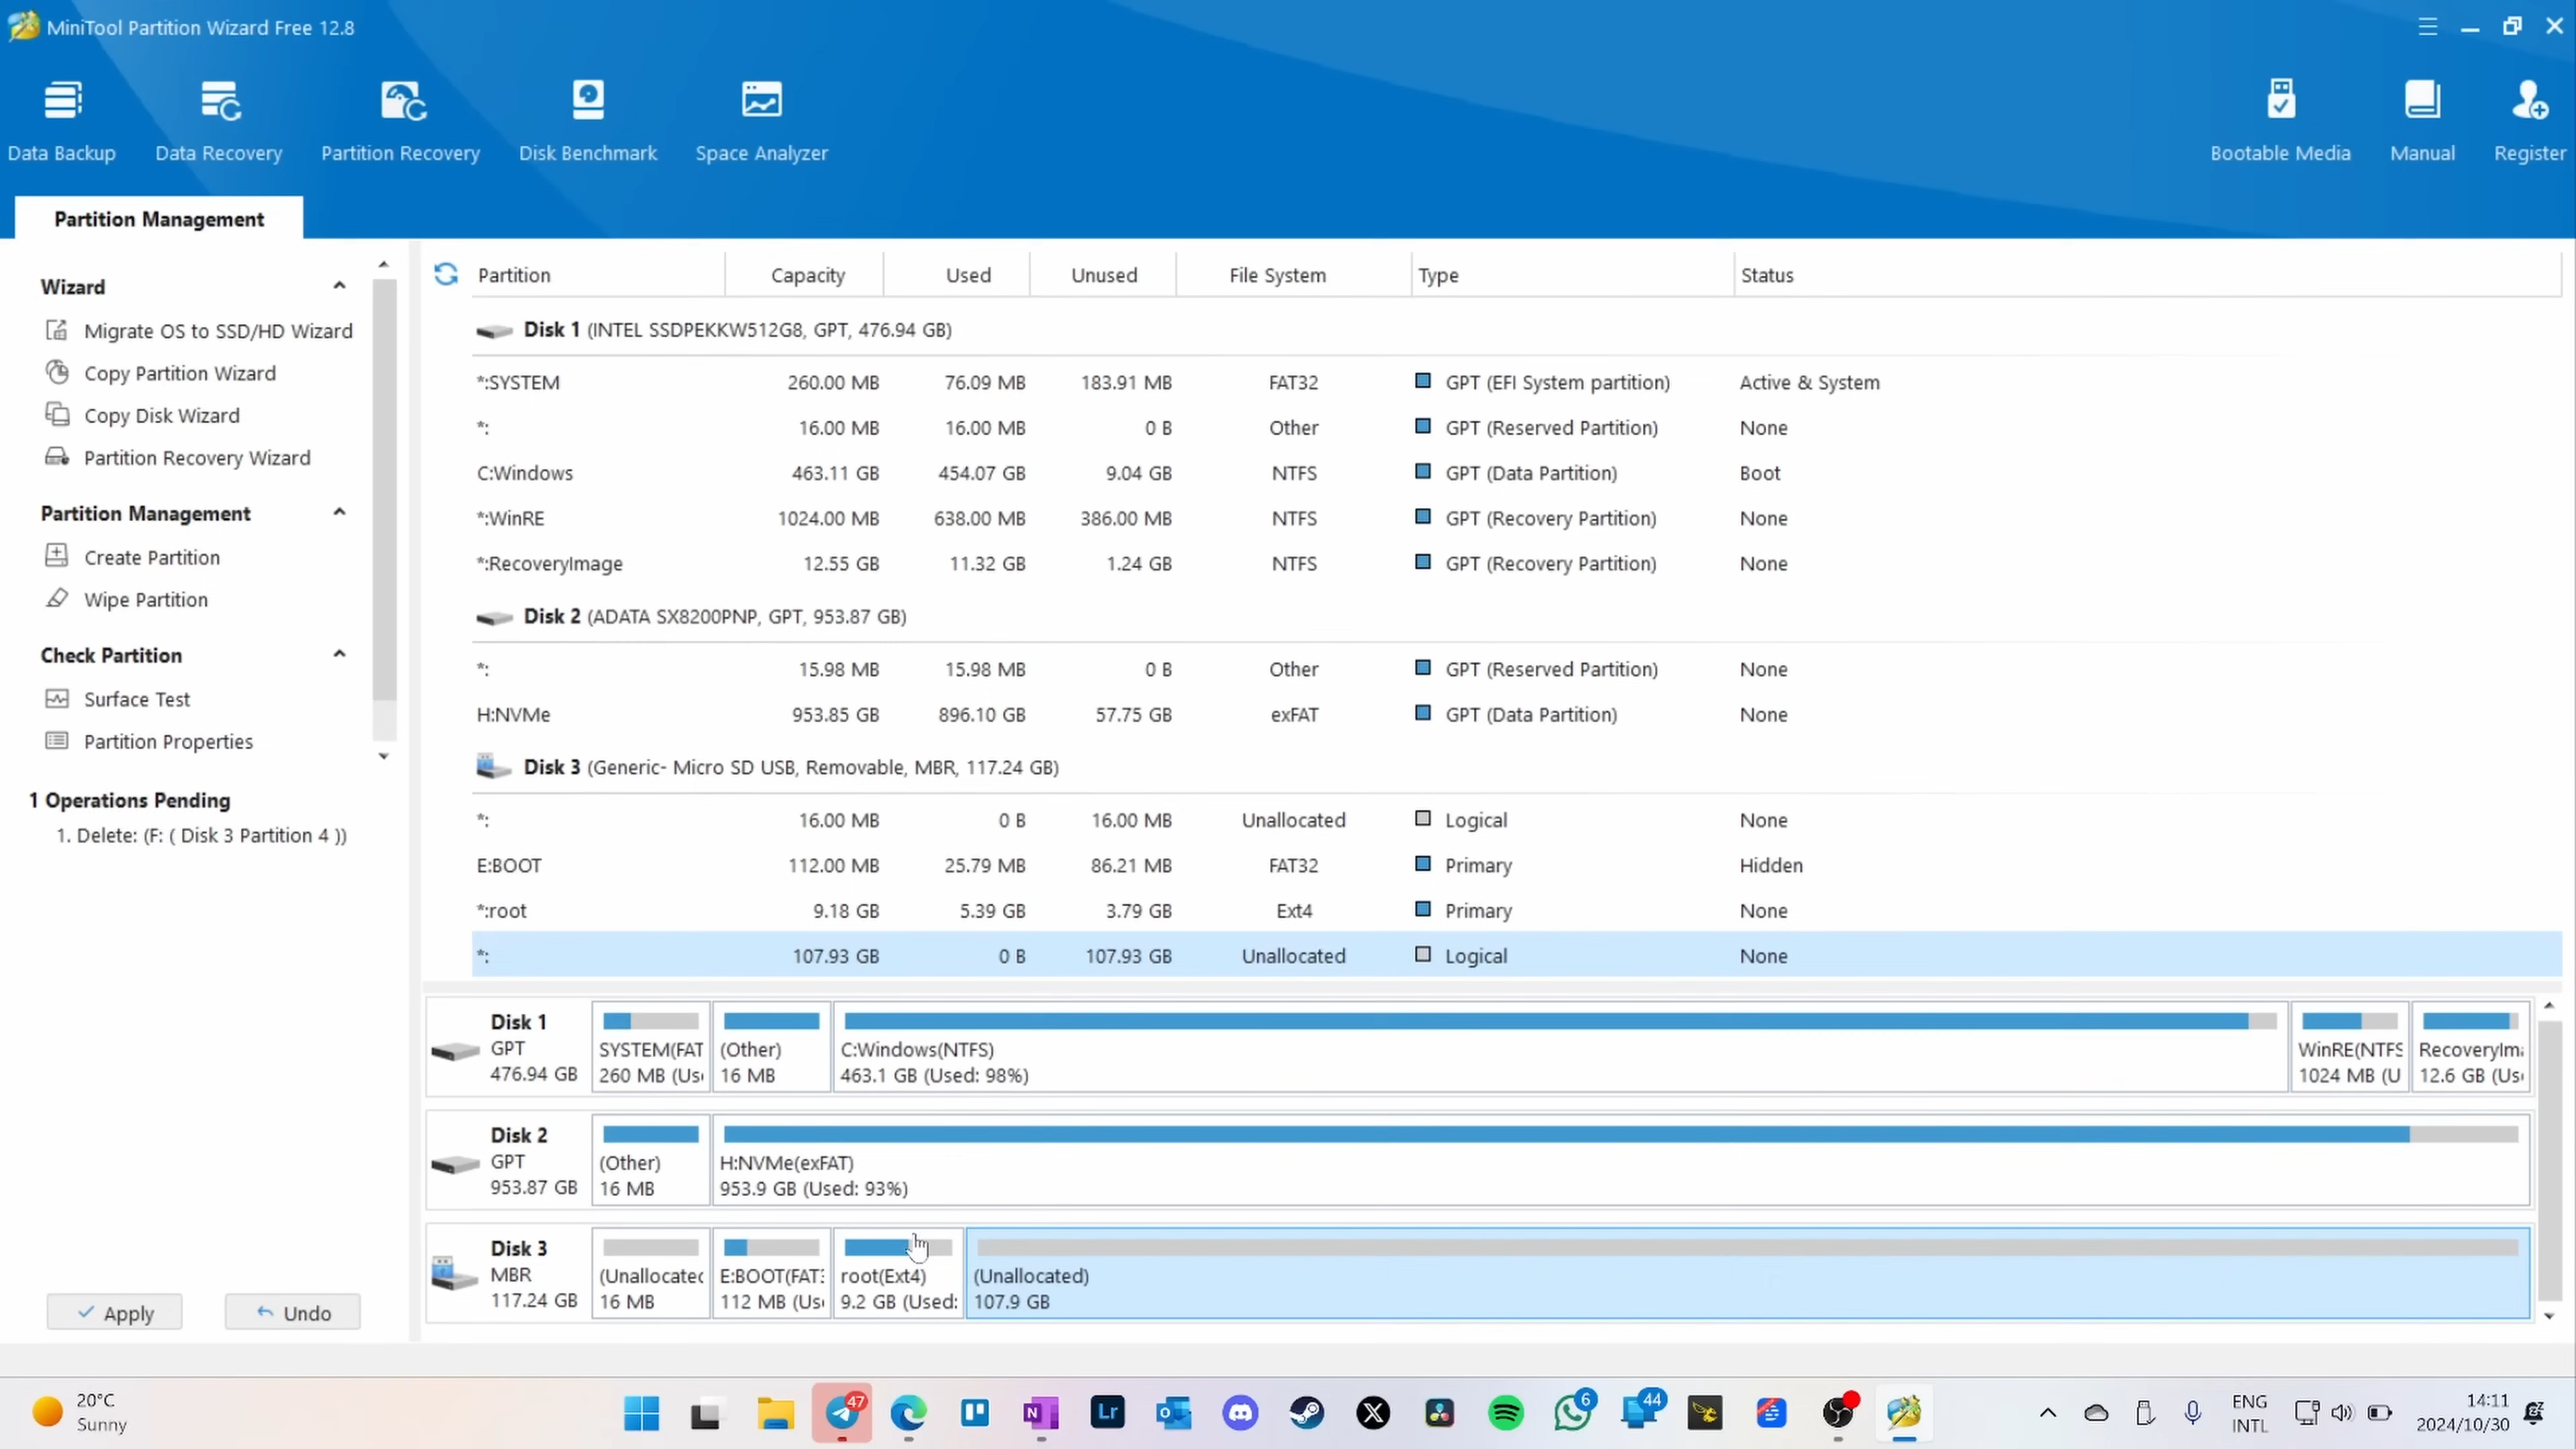 MiniTool Partition Wizard Free 12.8
Data Backup
Data Recovery
Partition Recovery
Disk Benchmark
Space Analyzer
Bootable Media
Manual
Register
Partition Management
Wizard
Migrate OS to SSD/HD Wizard
Copy Partition Wizard
Copy Disk Wizard
Partition Recovery Wizard
Partition Management
Create Partition
Wipe Partition
Check Partition
Surface Test
Partition Properties
1 Operations Pending
1. Delete: (F: ( Disk 3 Partition 4 ))
Apply
Undo
Partition Capacity Used Unused File System Type Status
Disk 1 (INTEL SSDPEKKW512G8, GPT, 476.94 GB)
*:SYSTEM 260.00 MB 76.09 MB 183.91 MB FAT32 GPT (EFI System partition) Active & System
*: 16.00 MB 16.00 MB 0 B Other GPT (Reserved Partition) None
C:Windows 463.11 GB 454.07 GB 9.04 GB NTFS GPT (Data Partition) Boot
*:WinRE 1024.00 MB 638.00 MB 386.00 MB NTFS GPT (Recovery Partition) None
*:RecoveryImage 12.55 GB 11.32 GB 1.24 GB NTFS GPT (Recovery Partition) None
Disk 2 (ADATA SX8200PNP, GPT, 953.87 GB)
*: 15.98 MB 15.98 MB 0 B Other GPT (Reserved Partition) None
H:NVMe 953.85 GB 896.10 GB 57.75 GB exFAT GPT (Data Partition) None
Disk 3 (Generic- Micro SD USB, Removable, MBR, 117.24 GB)
*: 16.00 MB 0 B 16.00 MB Unallocated Logical None
E:BOOT 112.00 MB 25.79 MB 86.21 MB FAT32 Primary Hidden
*:root 9.18 GB 5.39 GB 3.79 GB Ext4 Primary None
*: 107.93 GB 0 B 107.93 GB Unallocated Logical None
Disk 1
GPT
476.94 GB
SYSTEM(FAT
260 MB (Us
(Other)
16 MB
C:Windows(NTFS)
463.1 GB (Used: 98%)
WinRE(NTFS
1024 MB (U
RecoveryIm
12.6 GB (Us
Disk 2
GPT
953.87 GB
(Other)
16 MB
H:NVMe(exFAT)
953.9 GB (Used: 93%)
Disk 3
MBR
117.24 GB
(Unallocated
16 MB
E:BOOT(FAT
112 MB (Us
root(Ext4)
9.2 GB (Used:
(Unallocated)
107.9 GB
20°C
Sunny
47
N
Lr
6
44
ENG
INTL
14:11
2024/10/30